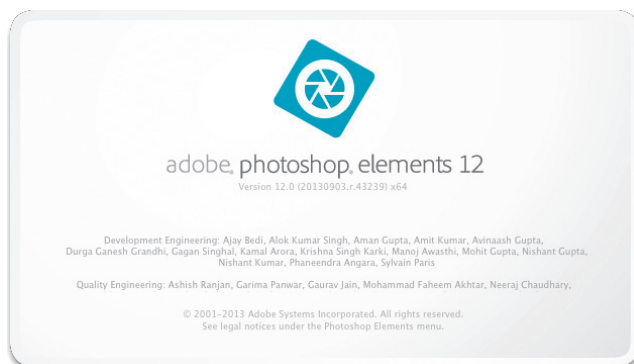 adobe® photoshop® elements 12
Version 12.0 (20130903.r.43239) x64
Development Engineering: Ajay Bedi, Alok Kumar Singh, Aman Gupta, Amit Kumar, Avinaash Gupta,
Durga Ganesh Grandhi, Gagan Singhal, Kamal Arora, Krishna Singh Karki, Manoj Awasthi, Mohit Gupta, Nishant Gupta,
Nishant Kumar, Phaneendra Angara, Sylvain Paris
Quality Engineering: Ashish Ranjan, Garima Panwar, Gaurav Jain, Mohammad Faheem Akhtar, Neeraj Chaudhary,
© 2001-2013 Adobe Systems Incorporated. All rights reserved.
See legal notices under the Photoshop Elements menu.